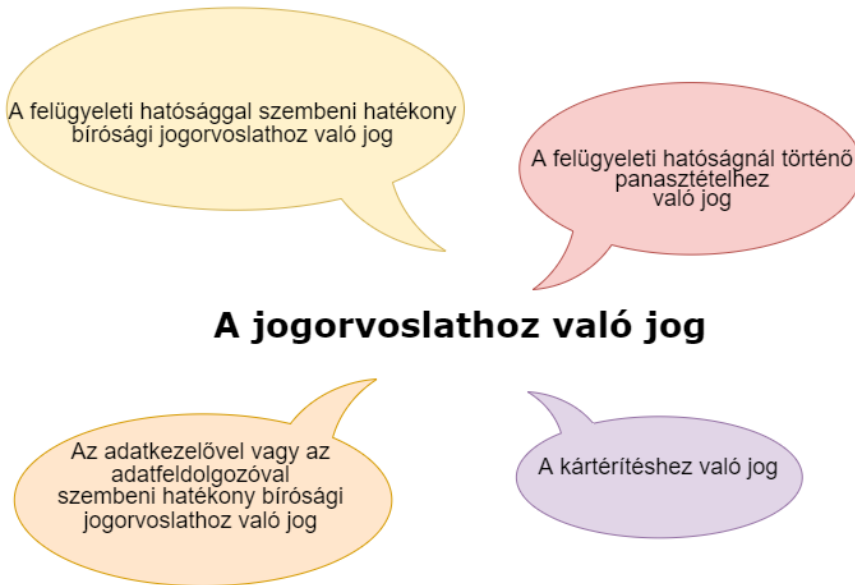 A felügyeleti hatósággal szembeni hatékony
bírósági jogorvoslathoz való jog
A felügyeleti hatóságnál történő
panasztételhez
való jog
A jogorvoslathoz való jog
Az adatkezelővel vagy az
adatfeldolgozóval
szembeni hatékony bírósági
jogorvoslathoz való jog
A kártérítéshez való jog